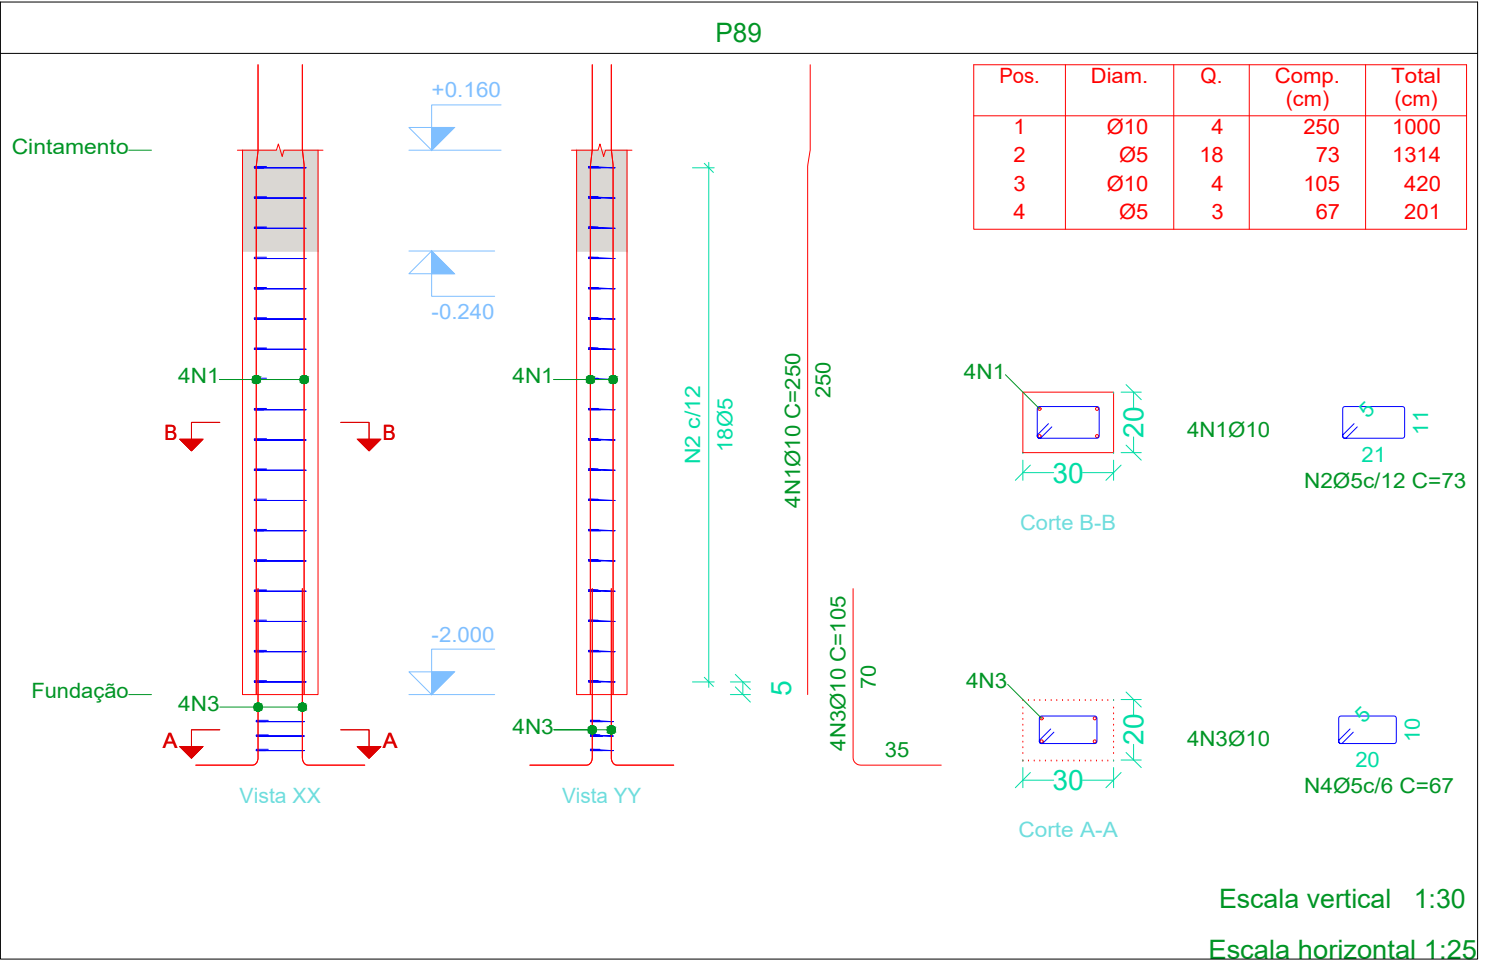 P89
Pos. Diam. Q. Comp. (cm) Total (cm)
1 Ø10 4 250 1000
2 Ø5 18 73 1314
3 Ø10 4 105 420
4 Ø5 3 67 201
Cintamento
+0.160
-0.240
4N1
4N1
B B
N2 c/12
18Ø5
4N1Ø10 C=250
250
4N1
20
30
Corte B-B
4N1Ø10
5
11
21
N2Ø5c/12 C=73
-2.000
Fundação
4N3
4N3
A A
5
4N3Ø10 C=105
70
35
Vista XX
Vista YY
4N3
20
30
Corte A-A
4N3Ø10
5
10
20
N4Ø5c/6 C=67
Escala vertical 1:30
Escala horizontal 1:25